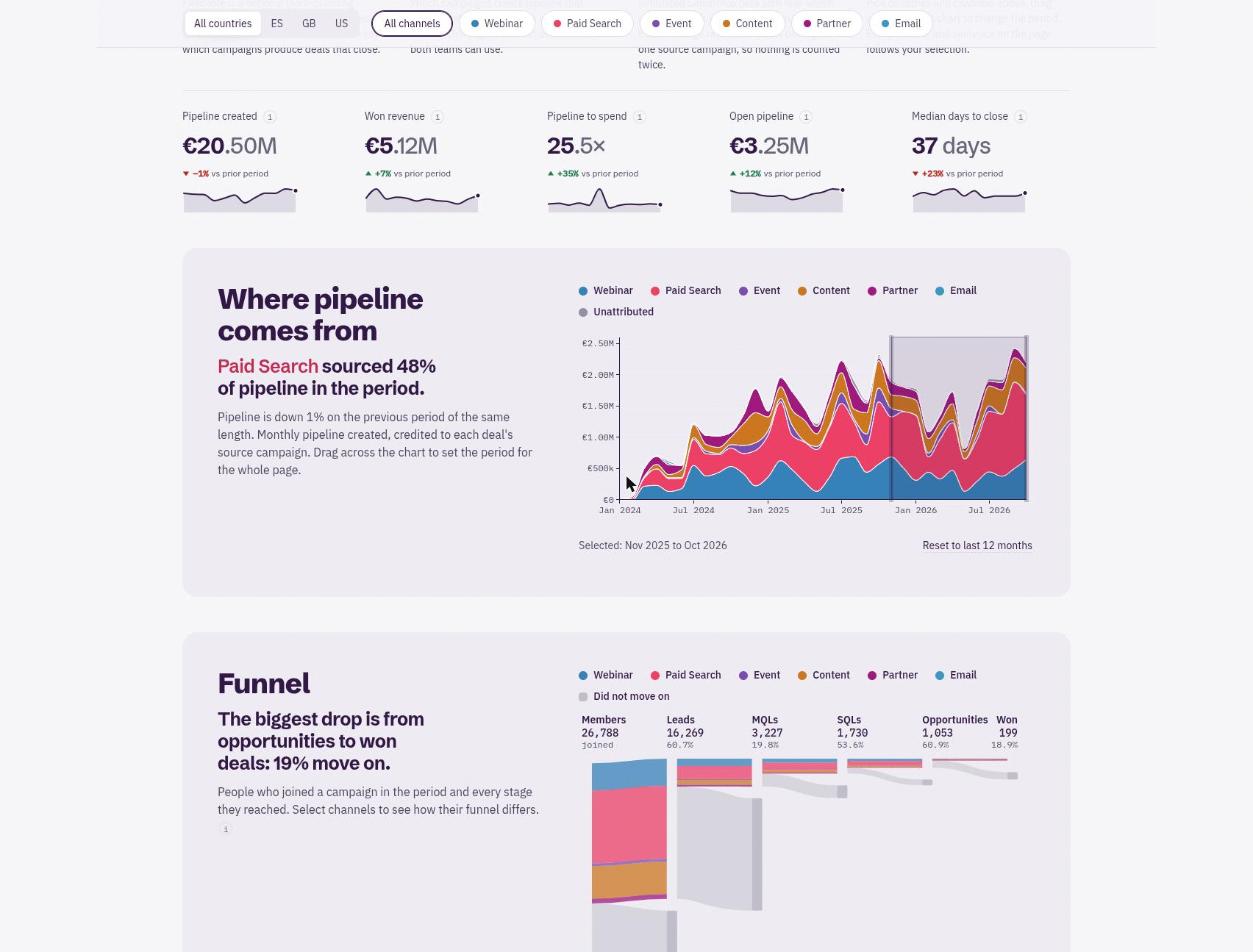 All countries ES GB US All channels Webinar Paid Search Event Content Partner Email
which campaigns produce deals that close.
both teams can use.
one source campaign, so nothing is counted
twice.
follows your selection.
Pipeline created i
€20.50M
−1% vs prior period
Won revenue i
€5.12M
+7% vs prior period
Pipeline to spend i
25.5×
+35% vs prior period
Open pipeline i
€3.25M
+12% vs prior period
Median days to close i
37 days
+23% vs prior period
Where pipeline
comes from
Paid Search sourced 48%
of pipeline in the period.
Pipeline is down 1% on the previous period of the same
length. Monthly pipeline created, credited to each deal's
source campaign. Drag across the chart to set the period for
the whole page.
Webinar Paid Search Event Content Partner Email
Unattributed
€2.50M
€2.00M
€1.50M
€1.00M
€500k
€0
Jan 2024 Jul 2024 Jan 2025 Jul 2025 Jan 2026 Jul 2026
Selected: Nov 2025 to Oct 2026 Reset to last 12 months
Funnel
The biggest drop is from
opportunities to won
deals: 19% move on.
People who joined a campaign in the period and every stage
they reached. Select channels to see how their funnel differs.
i
Webinar Paid Search Event Content Partner Email
Did not move on
Members Leads MQLs SQLs Opportunities Won
26,788 16,269 3,227 1,730 1,053 199
joined 60.7% 19.8% 53.6% 60.9% 18.9%